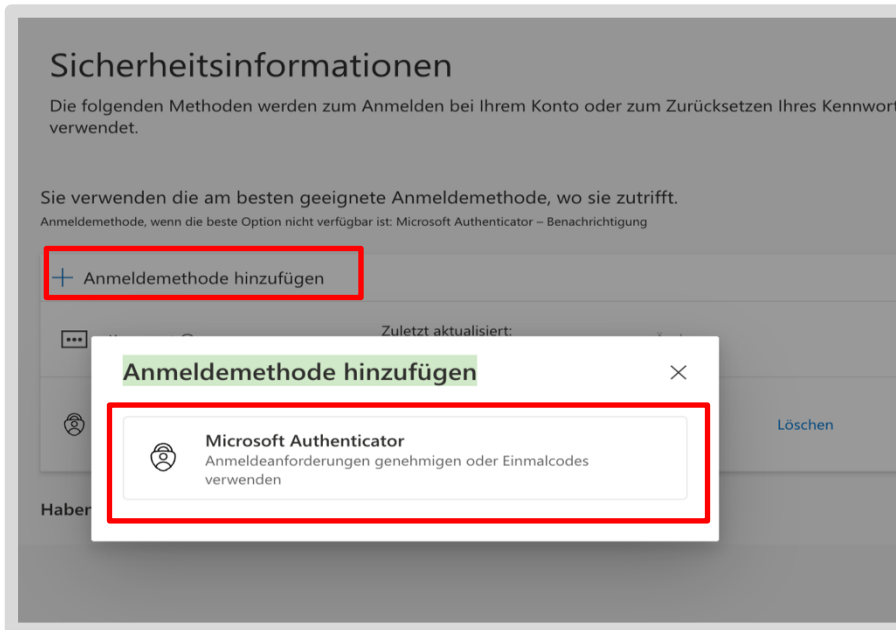 Sicherheitsinformationen
Die folgenden Methoden werden zum Anmelden bei Ihrem Konto oder zum Zurücksetzen Ihres Kennwort
verwendet.
Sie verwenden die am besten geeignete Anmeldemethode, wo sie zutrifft.
Anmeldemethode, wenn die beste Option nicht verfügbar ist: Microsoft Authenticator – Benachrichtigung
+ Anmeldemethode hinzufügen
Zuletzt aktualisiert:
Anmeldemethode hinzufügen
Microsoft Authenticator
Anmeldeanforderungen genehmigen oder Einmalcodes
verwenden
Löschen
Haben